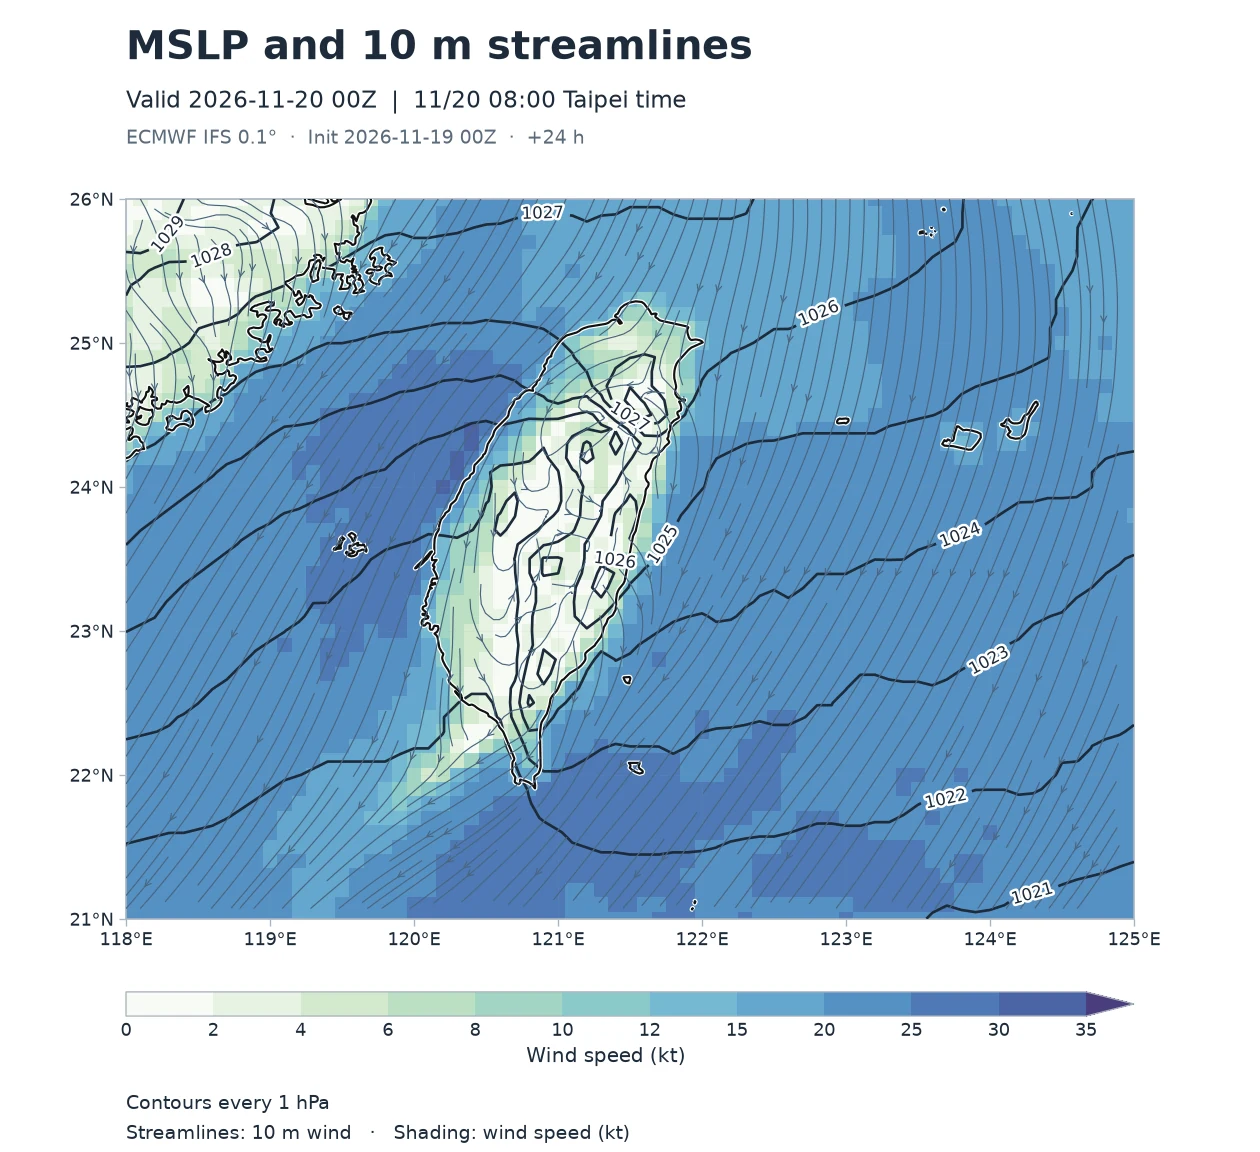 MSLP and 10 m streamlines
Valid 2026-11-20 00Z | 11/20 08:00 Taipei time
ECMWF IFS 0.1° · Init 2026-11-19 00Z · +24 h
26°N
1027
1029
1028
1026
25°N
1027
24°N
1025
1024
1026
23°N
1023
22°N
1022
1021
21°N
118°E 119°E 120°E 121°E 122°E 123°E 124°E 125°E
0 2 4 6 8 10 12 15 20 25 30 35
Wind speed (kt)
Contours every 1 hPa
Streamlines: 10 m wind · Shading: wind speed (kt)